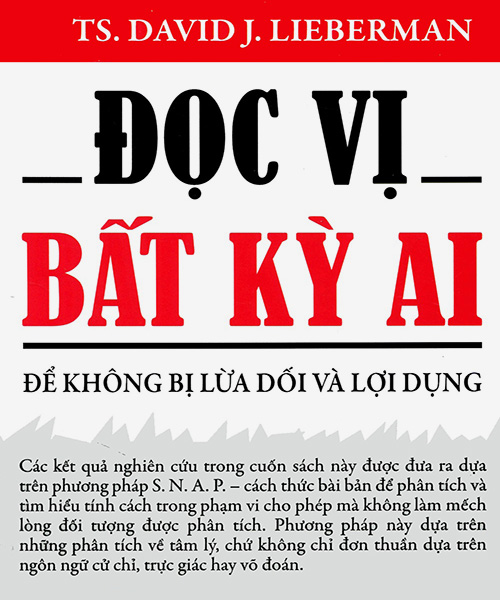 TS. DAVID J. LIEBERMAN
ĐỌC VỊ
BẤT KỲ AI
ĐỂ KHÔNG BỊ LỪA DỐI VÀ LỢI DỤNG
Các kết quả nghiên cứu trong cuốn sách này được đưa ra dựa
trên phương pháp S. N. A. P. – cách thức bài bản để phân tích và
tìm hiểu tính cách trong phạm vi cho phép mà không làm mếch
lòng đối tượng được phân tích. Phương pháp này dựa trên
những phân tích về tâm lý, chứ không chỉ đơn thuần dựa trên
ngôn ngữ cử chỉ, trực giác hay võ đoán.